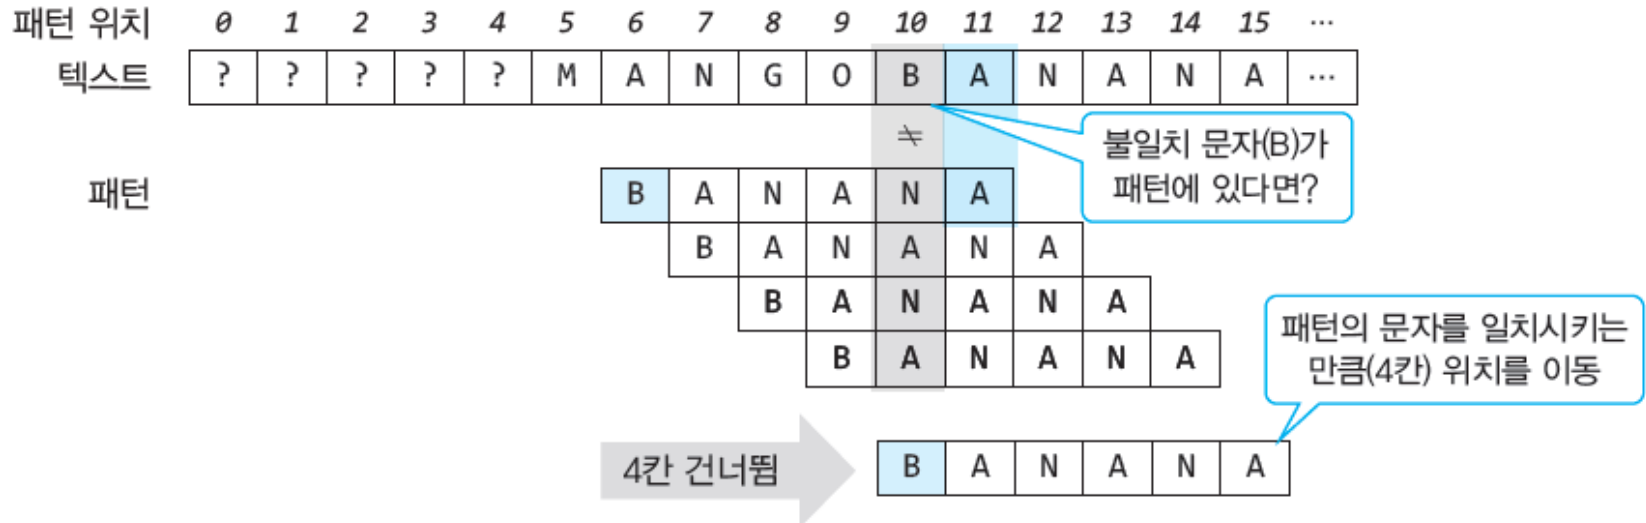 패턴 위치 0 1 2 3 4 5 6 7 8 9 10 11 12 13 14 15 ···
텍스트 ? ? ? ? ? M A N G O B A N A N A ···
≠
불일치 문자(B)가
패턴에 있다면?
패턴 B A N A N A
B A N A N A
B A N A N A
B A N A N A
패턴의 문자를 일치시키는
만큼(4칸) 위치를 이동
4칸 건너뜀 B A N A N A